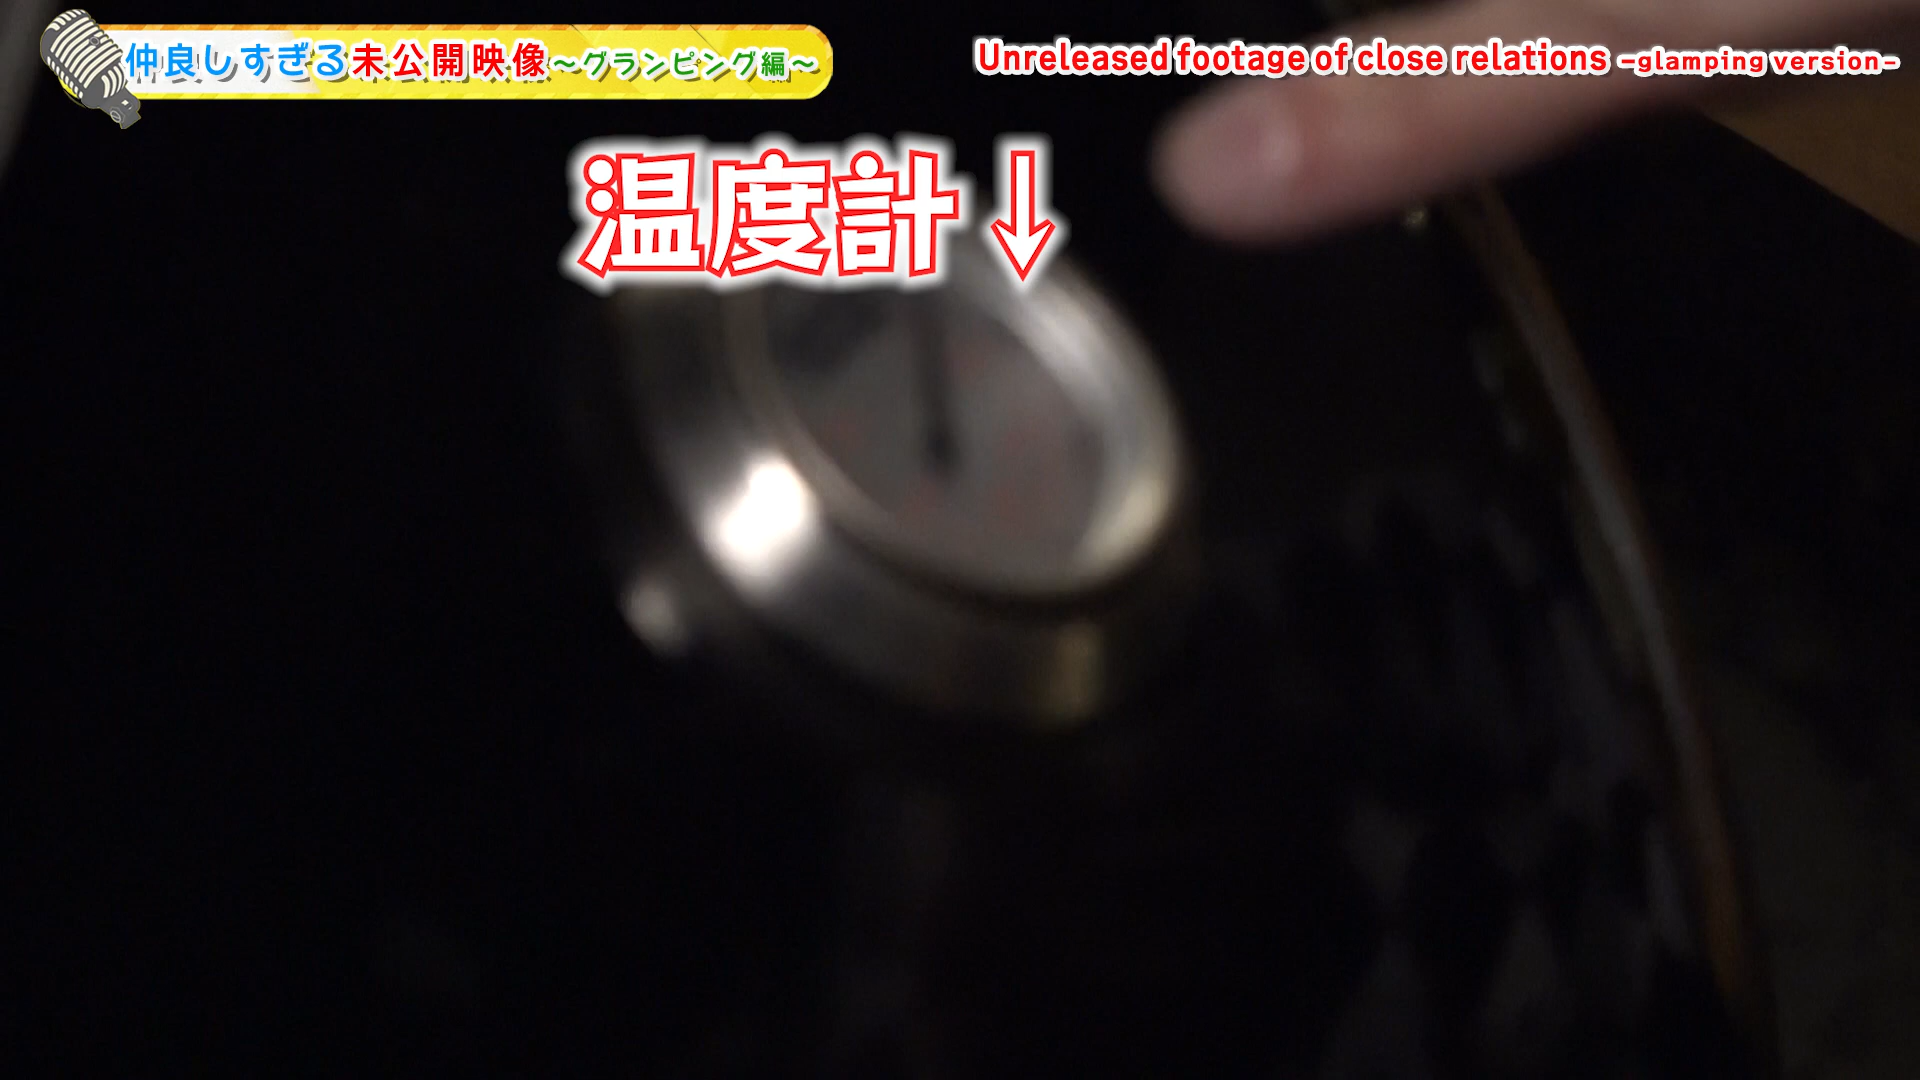 仲良しすぎる未公開映像~グランピング編~
Unreleased footage of close relations -glamping version-
温度計↓